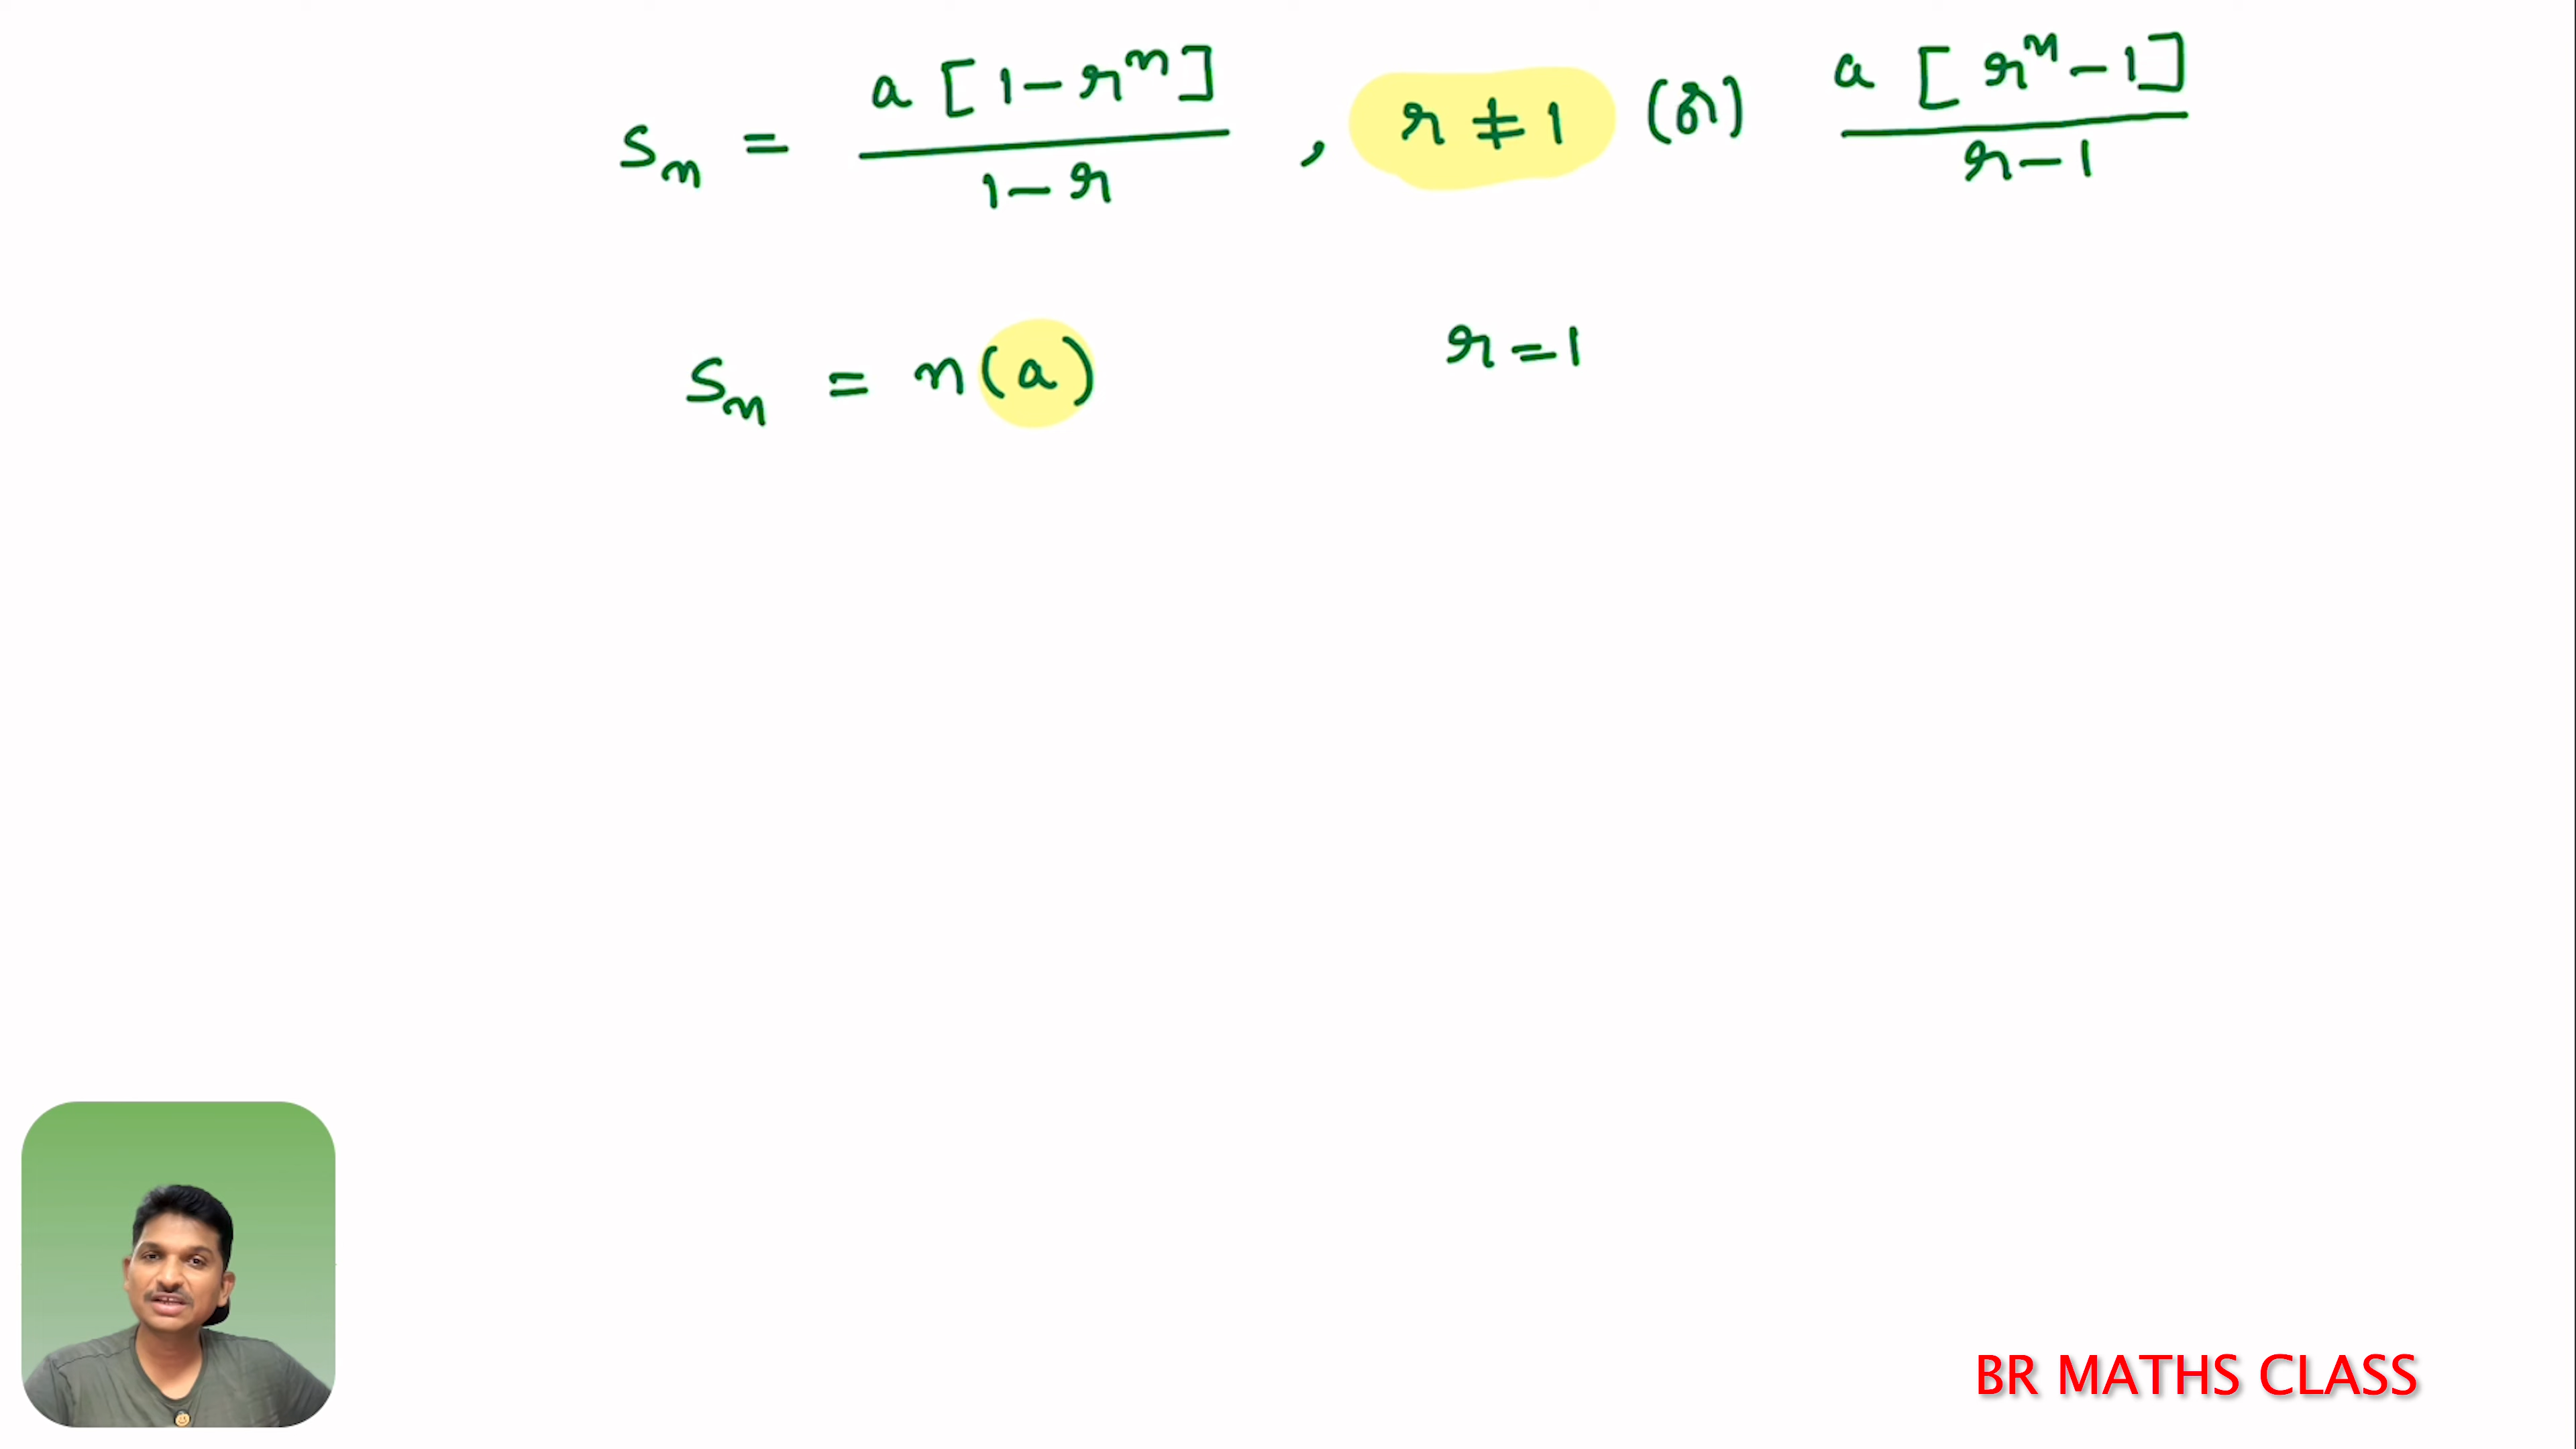 Sn = a [1 - r^n] / 1 - r , r ≠ 1 (or) a [r^n - 1] / r - 1
Sn = n(a) r = 1
BR MATHS CLASS